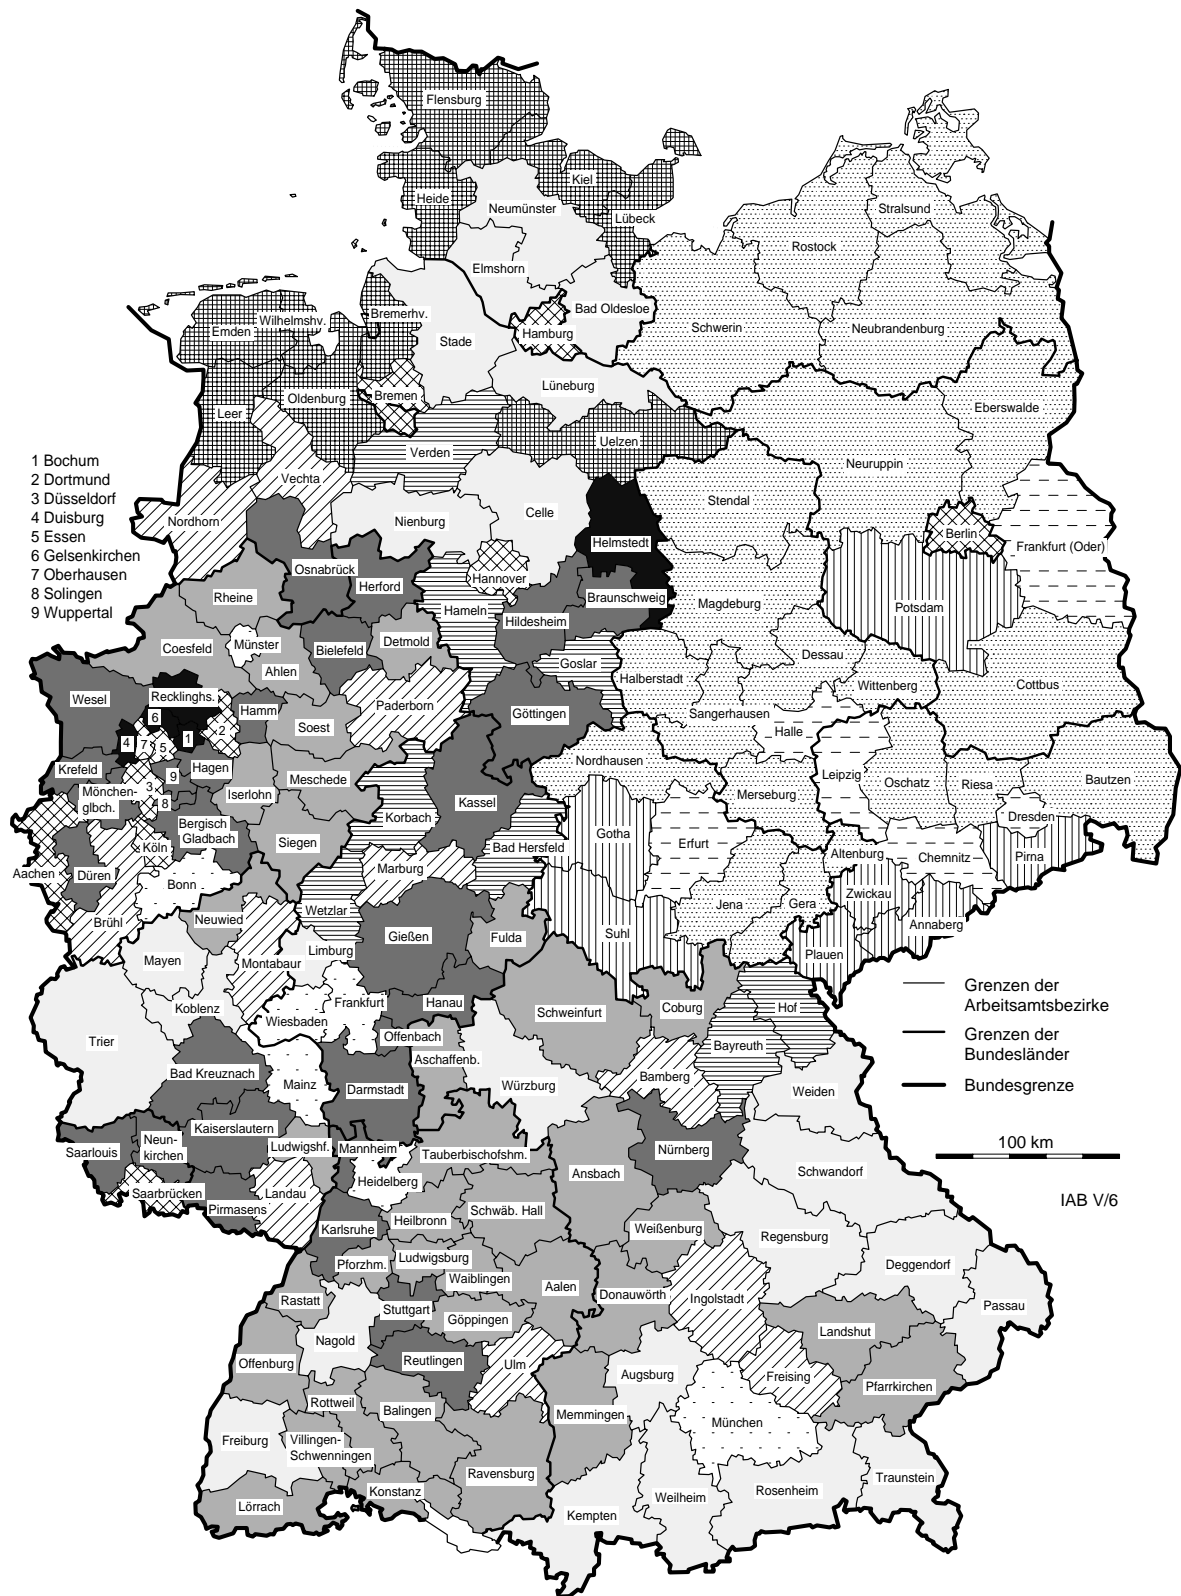 Flensburg
Kiel
Heide
Neumünster
Lübeck
Stralsund
Rostock
Elmshorn
Bad Oldesloe
Bremerhv.
Wilhelmshv.
Emden
Hamburg
Schwerin
Neubrandenburg
Stade
Lüneburg
Bremen
Oldenburg
Leer
Eberswalde
Uelzen
Verden
Neuruppin
1 Bochum
2 Dortmund
3 Düsseldorf
4 Duisburg
5 Essen
6 Gelsenkirchen
7 Oberhausen
8 Solingen
9 Wuppertal
Vechta
Stendal
Nordhorn
Nienburg
Celle
Helmstedt
Berlin
Frankfurt (Oder)
Osnabrück
Herford
Hannover
Rheine
Braunschweig
Magdeburg
Potsdam
Hameln
Hildesheim
Münster
Coesfeld
Bielefeld
Detmold
Dessau
Ahlen
Goslar
Halberstadt
Wittenberg
Cottbus
Wesel
Recklinghs.
Paderborn
Hamm
Göttingen
Sangerhausen
6
Soest
Halle
2
1
4
7
5
Nordhausen
Krefeld
Hagen
Meschede
Leipzig
Oschatz
Riesa
Bautzen
9
Mönchen-
glbch.
3
Iserlohn
Kassel
Merseburg
8
Korbach
Dresden
Bergisch
Gladbach
Gotha
Siegen
Erfurt
Köln
Bad Hersfeld
Altenburg
Chemnitz
Pirna
Aachen
Düren
Marburg
Bonn
Zwickau
Brühl
Neuwied
Wetzlar
Jena
Gera
Annaberg
Gießen
Fulda
Suhl
Limburg
Plauen
Mayen
Montabaur
Grenzen der
Arbeitsamtsbezirke
Grenzen der
Bundesländer
Bundesgrenze
Koblenz
Frankfurt
Hanau
Schweinfurt
Coburg
Hof
Wiesbaden
Trier
Offenbach
Bayreuth
Aschaffenb.
Bad Kreuznach
Mainz
Darmstadt
Würzburg
Bamberg
Weiden
Kaiserslautern
Saarlouis
Neun-
kirchen
Ludwigshf.
Mannheim
Tauberbischofshm.
Nürnberg
100 km
Ansbach
Schwandorf
Heidelberg
Saarbrücken
Landau
IAB V/6
Pirmasens
Heilbronn
Schwäb. Hall
Karlsruhe
Weißenburg
Regensburg
Pforzhm.
Ludwigsburg
Waiblingen
Deggendorf
Aalen
Donauwörth
Ingolstadt
Rastatt
Stuttgart
Passau
Göppingen
Landshut
Nagold
Offenburg
Reutlingen
Ulm
Augsburg
Freising
Pfarrkirchen
Rottweil
Balingen
Memmingen
München
Freiburg
Villingen-
Schwenningen
Ravensburg
Traunstein
Konstanz
Rosenheim
Weilheim
Lörrach
Kempten